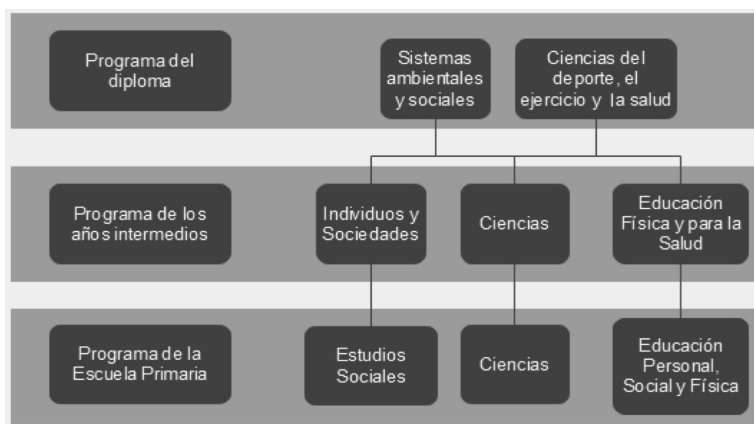 Programa del
diploma
Sistemas
ambientales
y sociales
Ciencias del
deporte, el
ejercicio y la salud
Programa de los
años intermedios
Individuos y
Sociedades
Ciencias
Educación
Física y para la
Salud
Programa de la
Escuela Primaria
Estudios
Sociales
Ciencias
Educación
Personal,
Social y Física